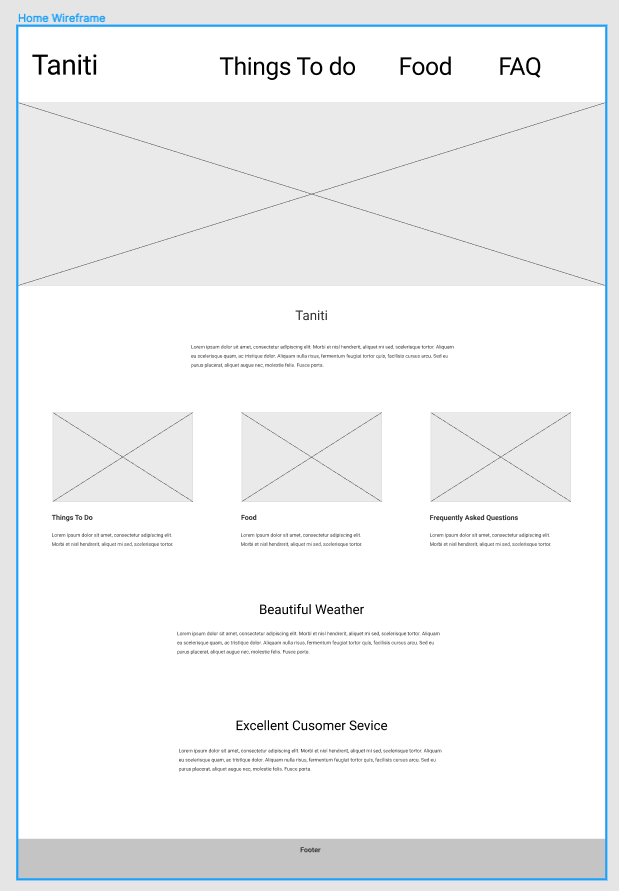 Home Wireframe
Taniti
Things To do
Food
FAQ
Taniti
Lorem ipsum dolor sit amet, consectetur adipiscing elit. Morbi et nisl hendrerit, aliquet mi sed, scelerisque tortor. Aliquam
eu scelerisque quam, ac tristique dolor. Aliquam nulla risus, fermentum feugiat tortor quis, facilisis cursus arcu. Sed eu
purus placerat, aliquet augue nec, molestie felis. Fusce porta.
Things To Do
Lorem ipsum dolor sit amet, consectetur adipiscing elit.
Morbi et nisl hendrerit, aliquet mi sed, scelerisque tortor.
Food
Lorem ipsum dolor sit amet, consectetur adipiscing elit.
Morbi et nisl hendrerit, aliquet mi sed, scelerisque tortor.
Frequently Asked Questions
Lorem ipsum dolor sit amet, consectetur adipiscing elit.
Morbi et nisl hendrerit, aliquet mi sed, scelerisque tortor.
Beautiful Weather
Lorem ipsum dolor sit amet, consectetur adipiscing elit. Morbi et nisl hendrerit, aliquet mi sed, scelerisque tortor. Aliquam
eu scelerisque quam, ac tristique dolor. Aliquam nulla risus, fermentum feugiat tortor quis, facilisis cursus arcu. Sed eu
purus placerat, aliquet augue nec, molestie felis. Fusce porta.
Excellent Cusomer Sevice
Lorem ipsum dolor sit amet, consectetur adipiscing elit. Morbi et nisl hendrerit, aliquet mi sed, scelerisque tortor. Aliquam
eu scelerisque quam, ac tristique dolor. Aliquam nulla risus, fermentum feugiat tortor quis, facilisis cursus arcu. Sed eu
purus placerat, aliquet augue nec, molestie felis. Fusce porta.
Footer